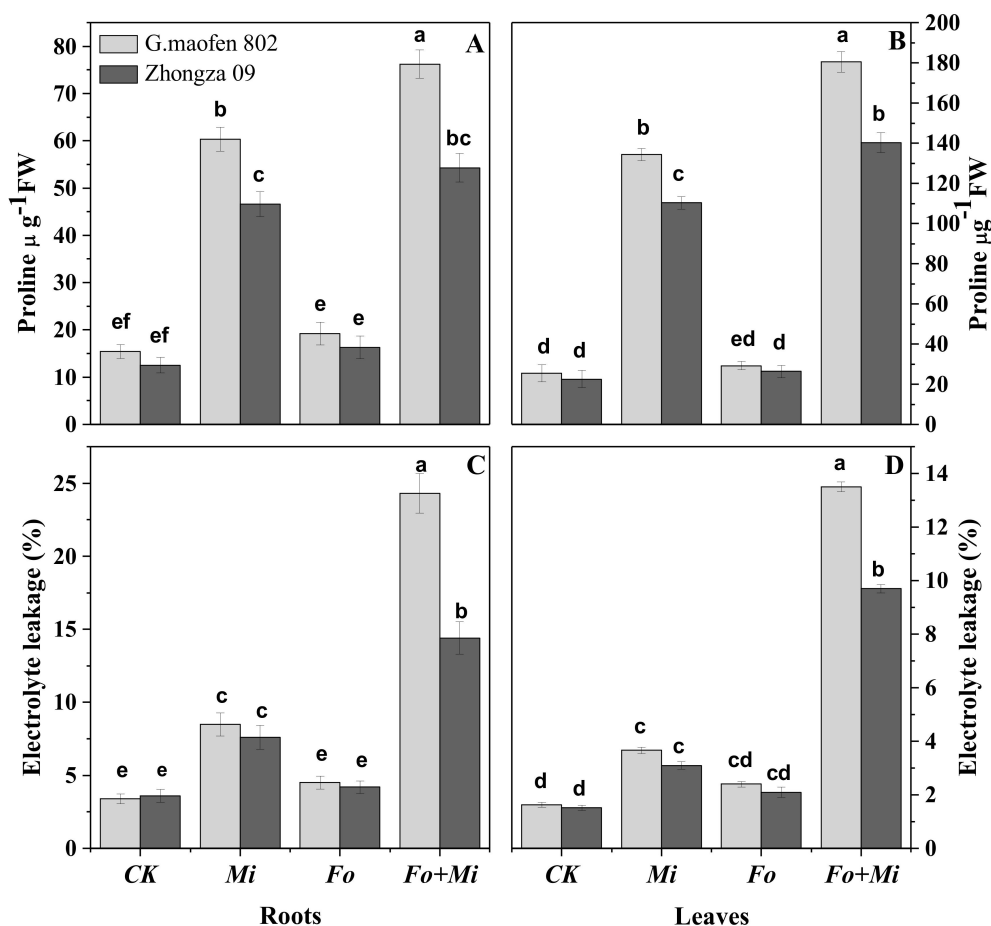 G.maofen 802
Zhongza 09
A
Proline μ g-1FW
80
70
60
50
40
30
20
10
0
ef
ef
b
c
e
e
a
bc
B
Proline μg-1FW
200
180
160
140
120
100
80
60
40
20
0
d
d
b
c
ed
d
a
b
C
Electrolyte leakage (%)
25
20
15
10
5
0
e
e
c
c
e
e
a
b
CK
Mi
Fo
Fo+Mi
Roots
D
Electrolyte leakage (%)
14
12
10
8
6
4
2
0
d
d
c
c
cd
cd
a
b
CK
Mi
Fo
Fo+Mi
Leaves